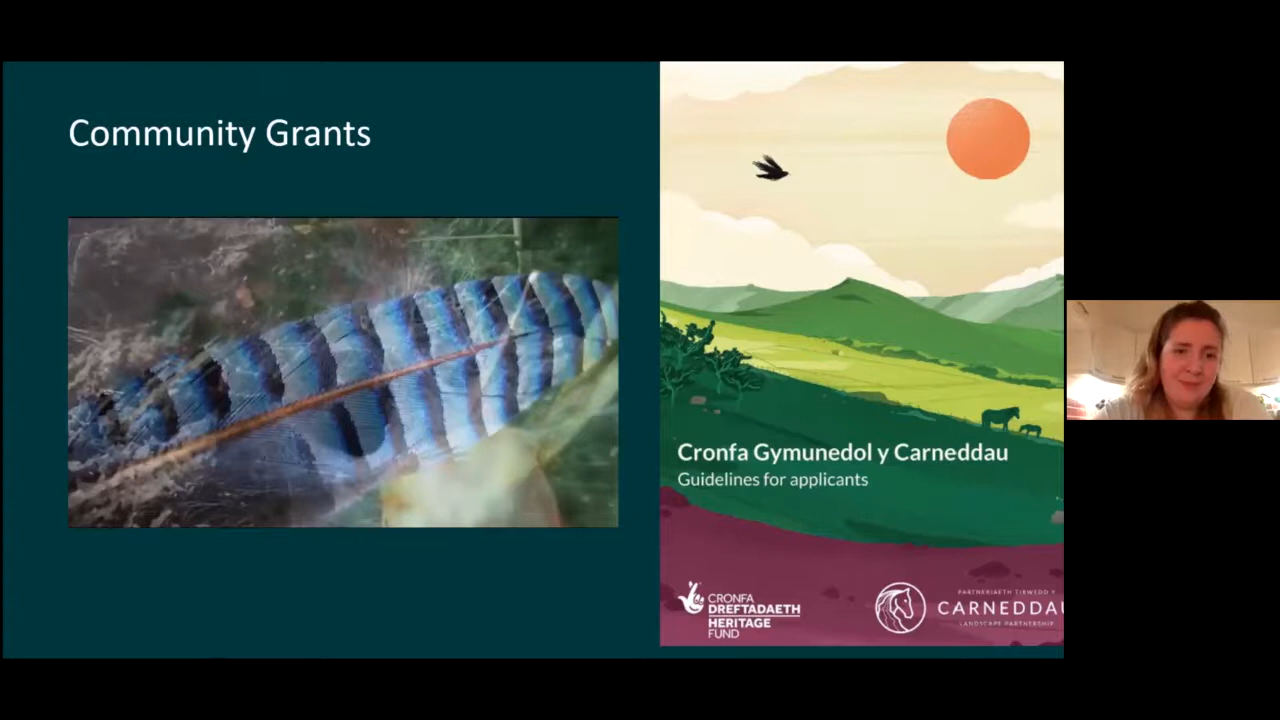 Community Grants
Cronfa Gymunedol y Carneddau
Guidelines for applicants
CRONFA
DREFTADAETH
HERITAGE
FUND
PARTNERIAETH TIRWEDD Y
CARNEDDAU
LANDSCAPE PARTNERSHIP